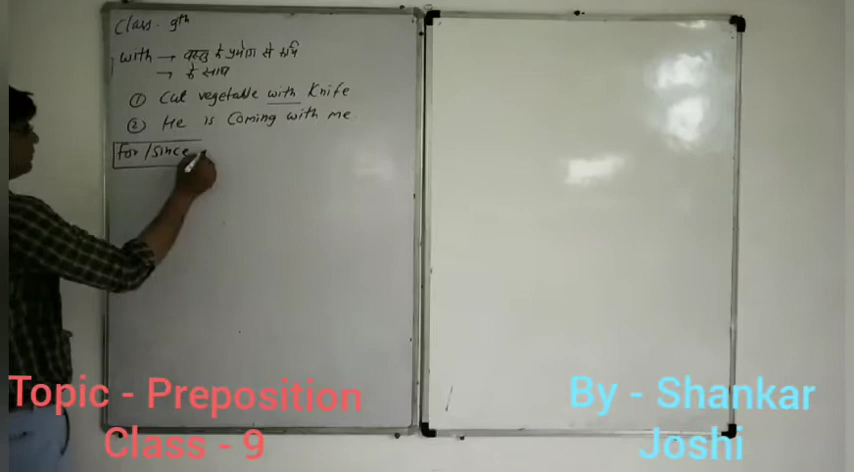 Class - 9th
with → वस्तु के प्रयोग से
→ के साथ
① Cut vegetable with Knife
② He is Coming with me
for/since
Topic - Preposition
Class - 9
By - Shankar
Joshi